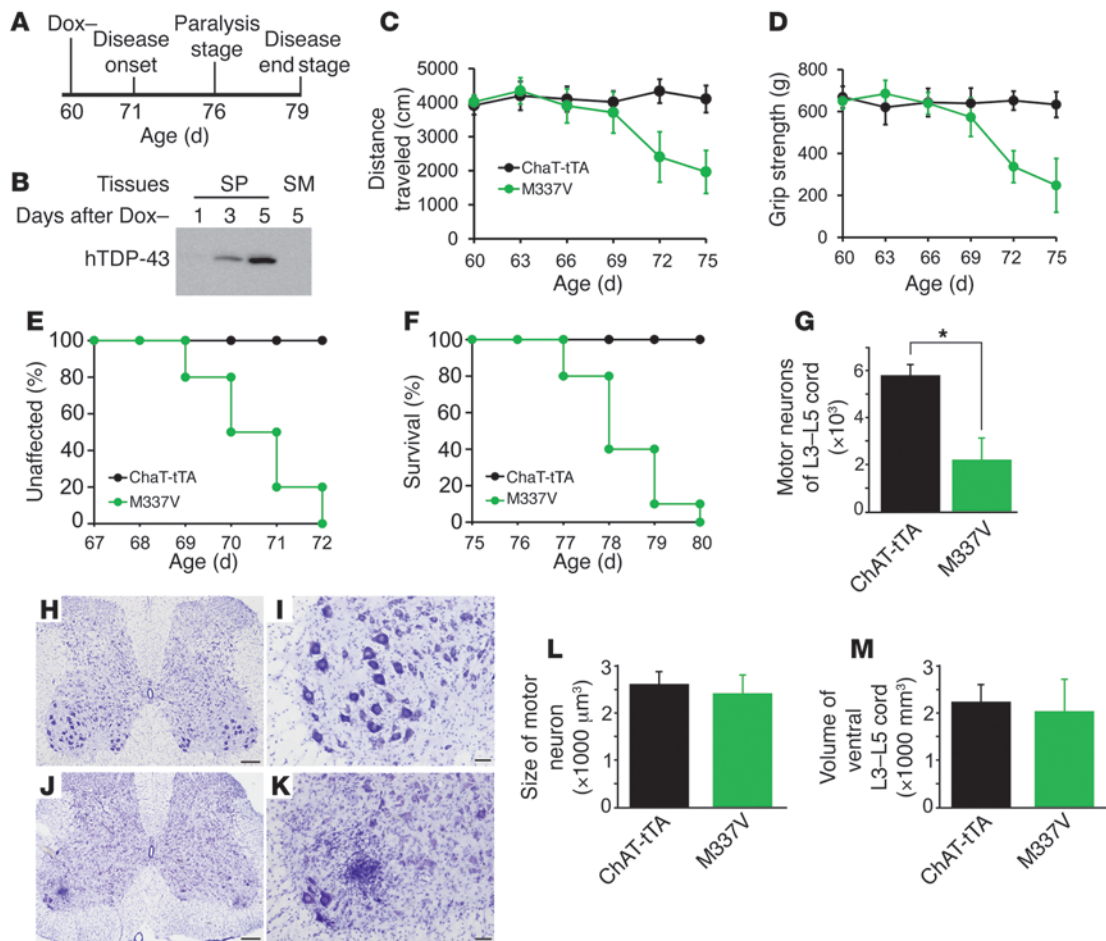 A
Dox–
Disease
onset
Paralysis
stage
Disease
end stage
60 71 76 79
Age (d)
B
Tissues SP SM
Days after Dox– 1 3 5 5
hTDP-43
C
Distance
traveled (cm)
5000
4000
3000
2000
1000
0
ChaT-tTA
M337V
60 63 66 69 72 75
Age (d)
D
Grip strength (g)
800
600
400
200
0
60 63 66 69 72 75
Age (d)
E
Unaffected (%)
100
80
60
40
20
0
ChaT-tTA
M337V
67 68 69 70 71 72
Age (d)
F
Survival (%)
100
80
60
40
20
0
ChaT-tTA
M337V
75 76 77 78 79 80
Age (d)
G
Motor neurons
of L3–L5 cord
(×10³)
6
4
2
0
*
ChAT-tTA
M337V
H
I
J
K
L
Size of motor
neuron
(×1000 μm³)
3
2
1
0
ChAT-tTA
M337V
M
Volume of
ventral
L3–L5 cord
(×1000 mm³)
3
2
1
0
ChAT-tTA
M337V